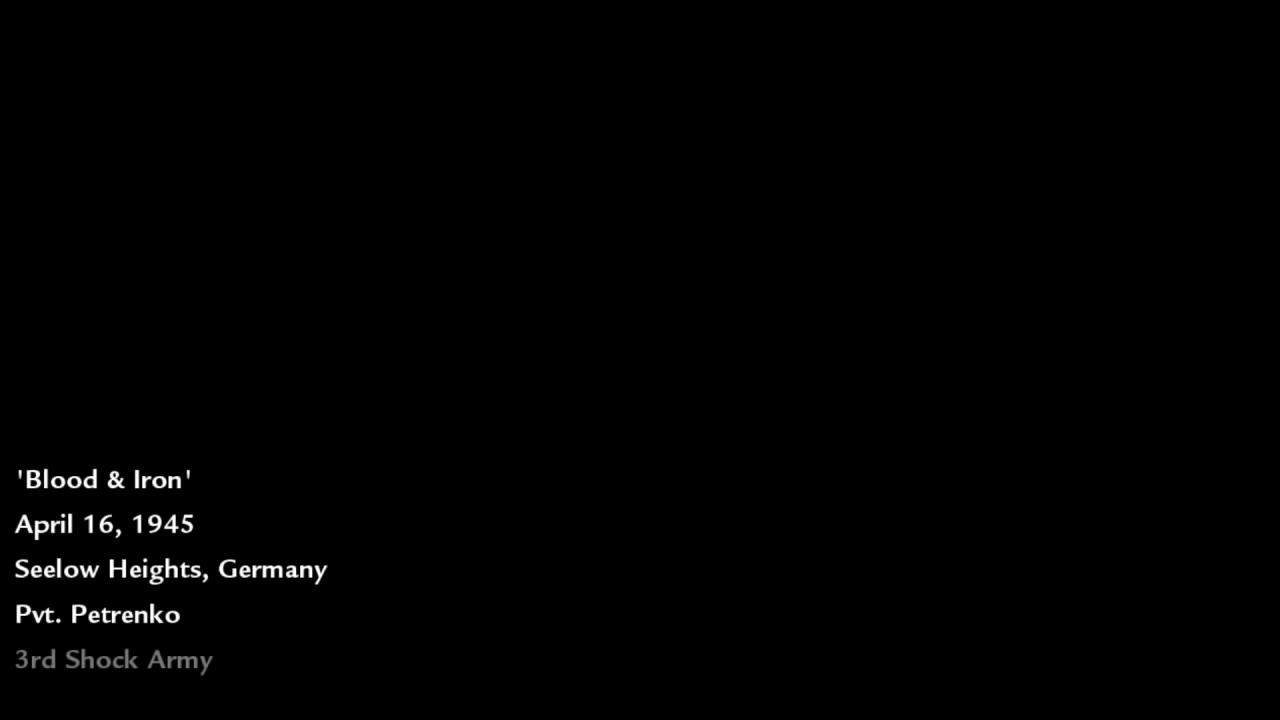 'Blood & Iron'
April 16, 1945
Seelow Heights, Germany
Pvt. Petrenko
3rd Shock Army